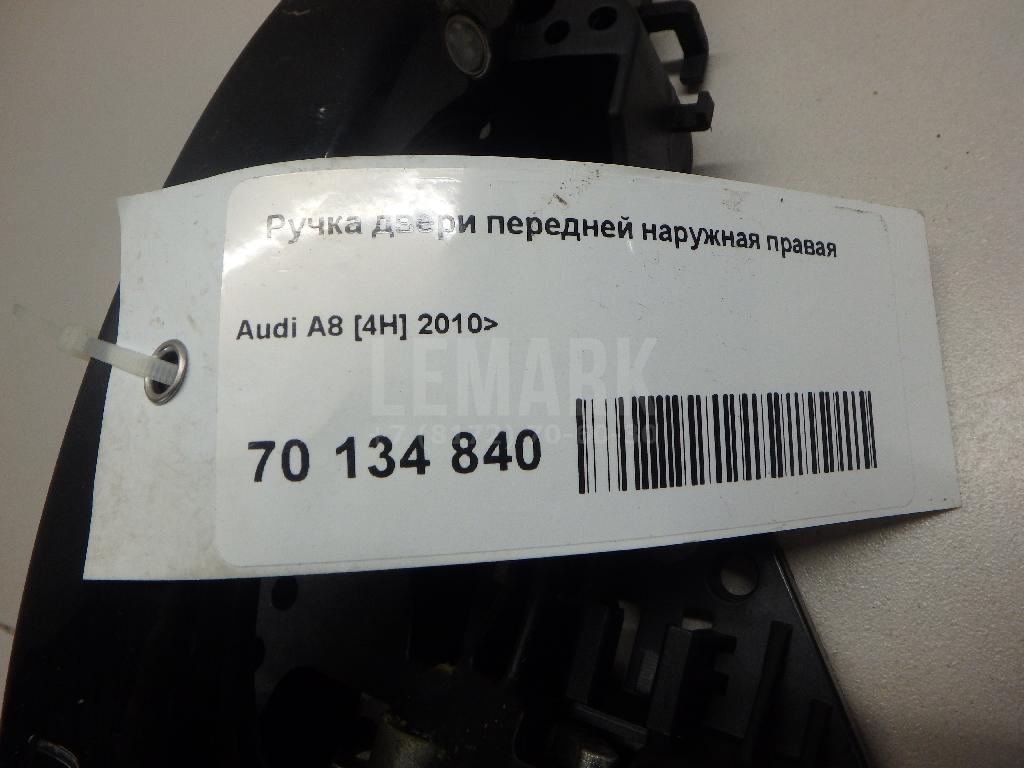 Ручка двери передней наружная правая
Audi A8 [4H] 2010>
LEMARK
70 134 840